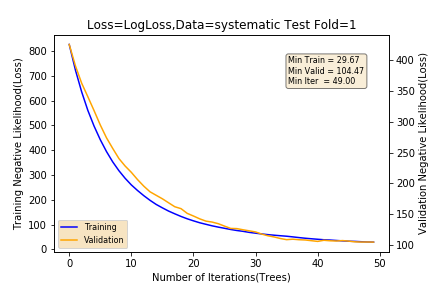 Loss=LogLoss,Data=systematic Test Fold=1
Training Negative Likelihood(Loss)
800
700
600
500
400
300
200
100
0
Min Train = 29.67
Min Valid = 104.47
Min Iter = 49.00
Training
Validation
400
350
300
250
200
150
100
Validation Negative Likelihood(Loss)
0 10 20 30 40 50
Number of Iterations(Trees)